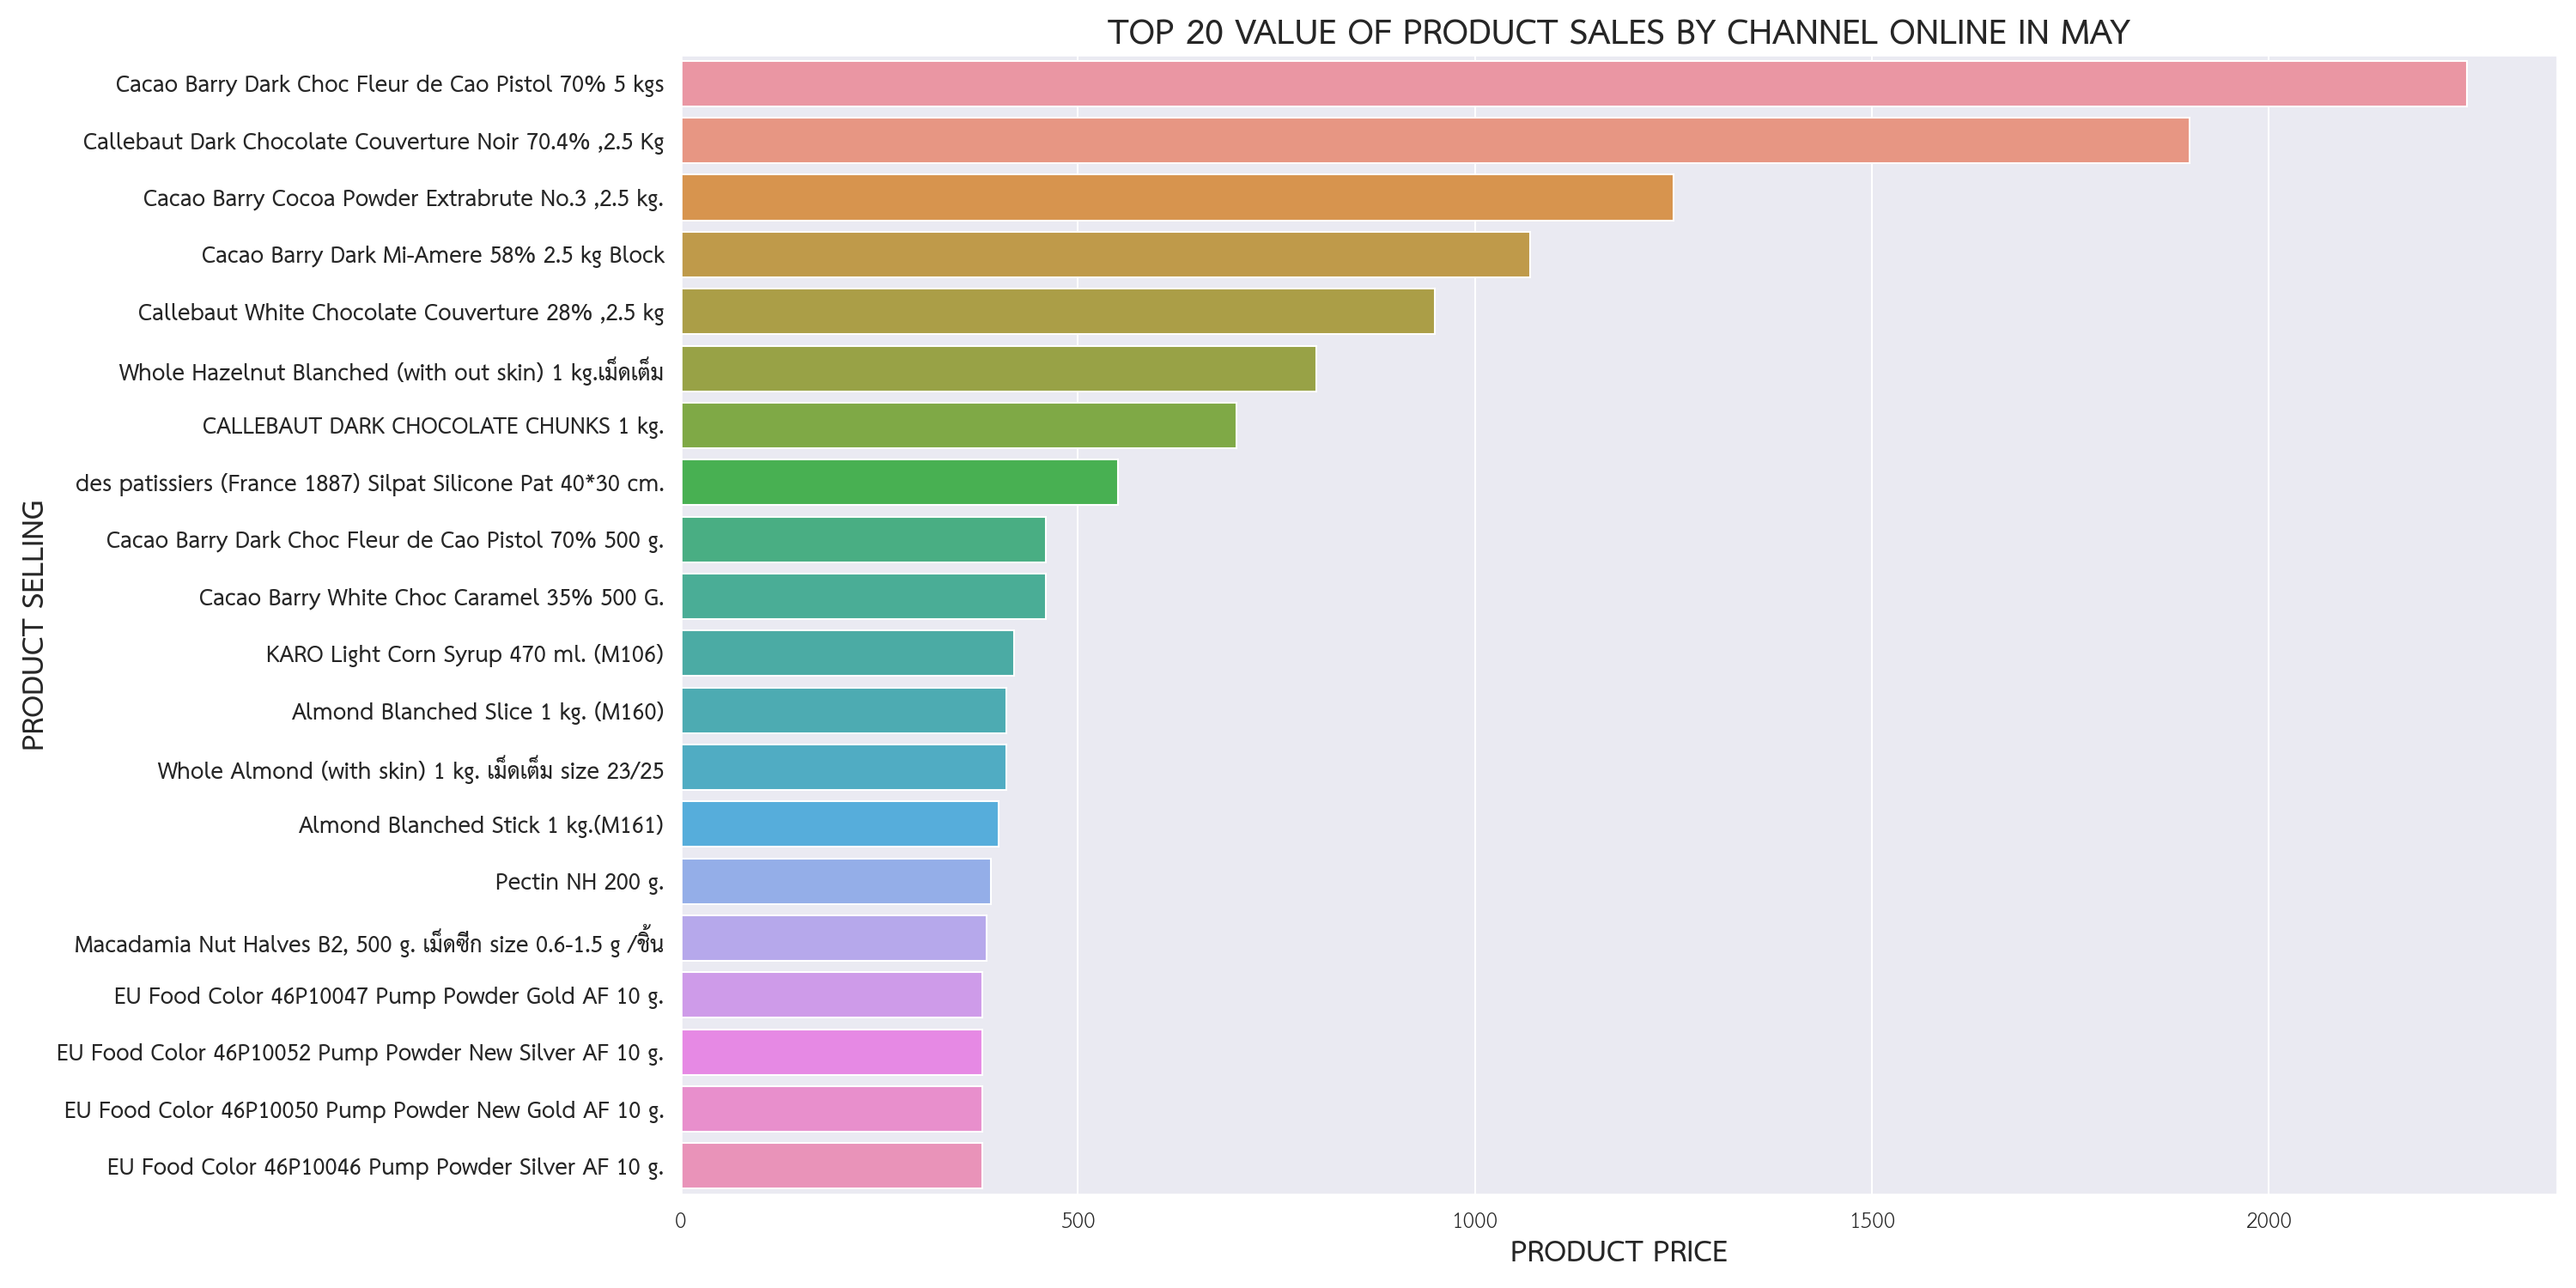 TOP 20 VALUE OF PRODUCT SALES BY CHANNEL ONLINE IN MAY
PRODUCT SELLING
Cacao Barry Dark Choc Fleur de Cao Pistol 70% 5 kgs
Callebaut Dark Chocolate Couverture Noir 70.4% ,2.5 Kg
Cacao Barry Cocoa Powder Extrabrute No.3 ,2.5 kg.
Cacao Barry Dark Mi-Amere 58% 2.5 kg Block
Callebaut White Chocolate Couverture 28% ,2.5 kg
Whole Hazelnut Blanched (with out skin) 1 kg.เม็ดเต็ม
CALLEBAUT DARK CHOCOLATE CHUNKS 1 kg.
des patissiers (France 1887) Silpat Silicone Pat 40*30 cm.
Cacao Barry Dark Choc Fleur de Cao Pistol 70% 500 g.
Cacao Barry White Choc Caramel 35% 500 G.
KARO Light Corn Syrup 470 ml. (M106)
Almond Blanched Slice 1 kg. (M160)
Whole Almond (with skin) 1 kg. เม็ดเต็ม size 23/25
Almond Blanched Stick 1 kg.(M161)
Pectin NH 200 g.
Macadamia Nut Halves B2, 500 g. เม็ดซีก size 0.6-1.5 g /ชิ้น
EU Food Color 46P10047 Pump Powder Gold AF 10 g.
EU Food Color 46P10052 Pump Powder New Silver AF 10 g.
EU Food Color 46P10050 Pump Powder New Gold AF 10 g.
EU Food Color 46P10046 Pump Powder Silver AF 10 g.
0 500 1000 1500 2000
PRODUCT PRICE